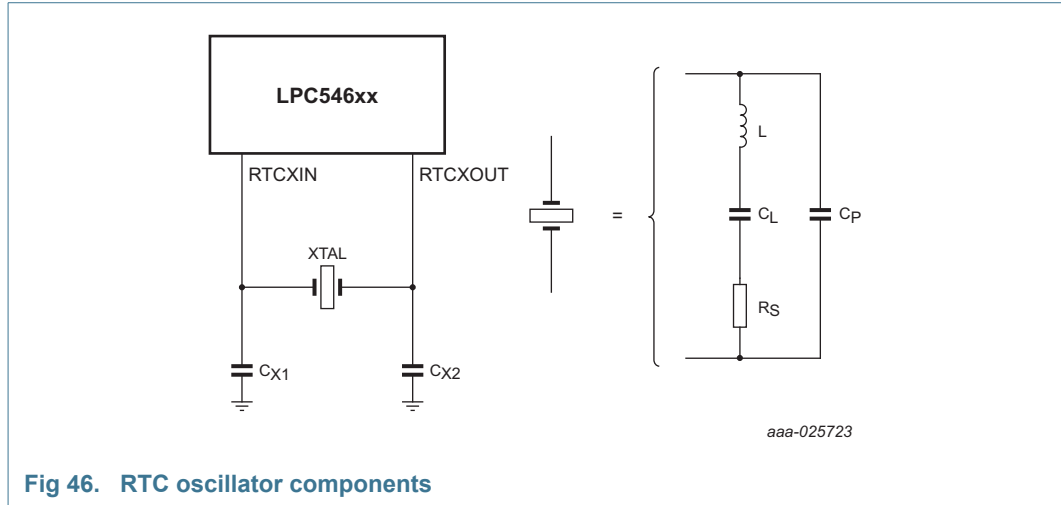 LPC546xx
RTCXIN
RTCXOUT
XTAL
CX1
CX2
=
L
CL
CP
RS
aaa-025723
Fig 46. RTC oscillator components